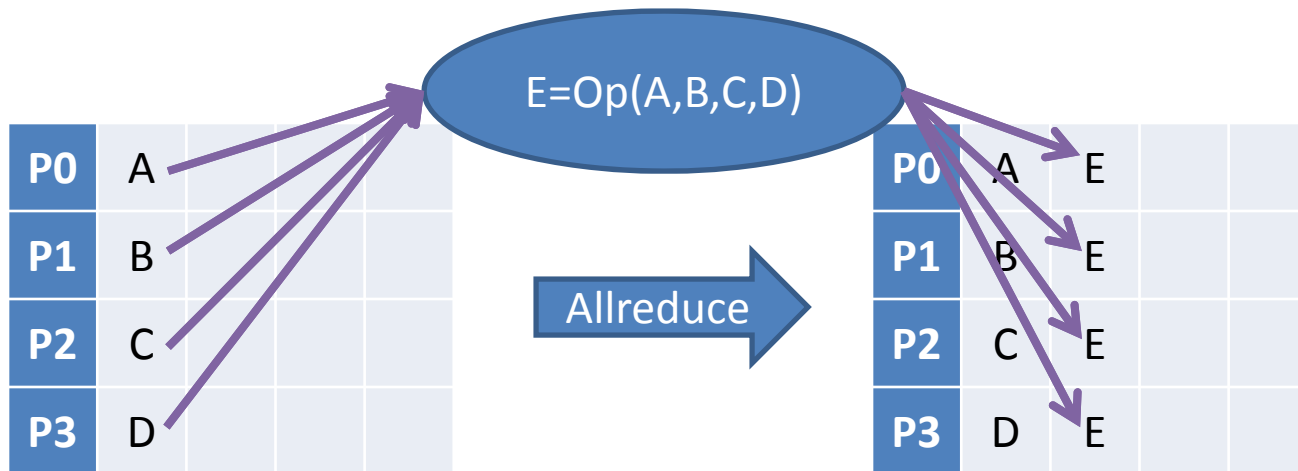 E=Op(A,B,C,D)
P0 A
P1 B
P2 C
P3 D
Allreduce
P0 A E
P1 B E
P2 C E
P3 D E